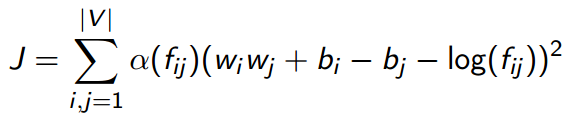 J = \sum_{i,j=1}^{|V|} \alpha(f_{ij})(w_i w_j + b_i - b_j - \log(f_{ij}))^2